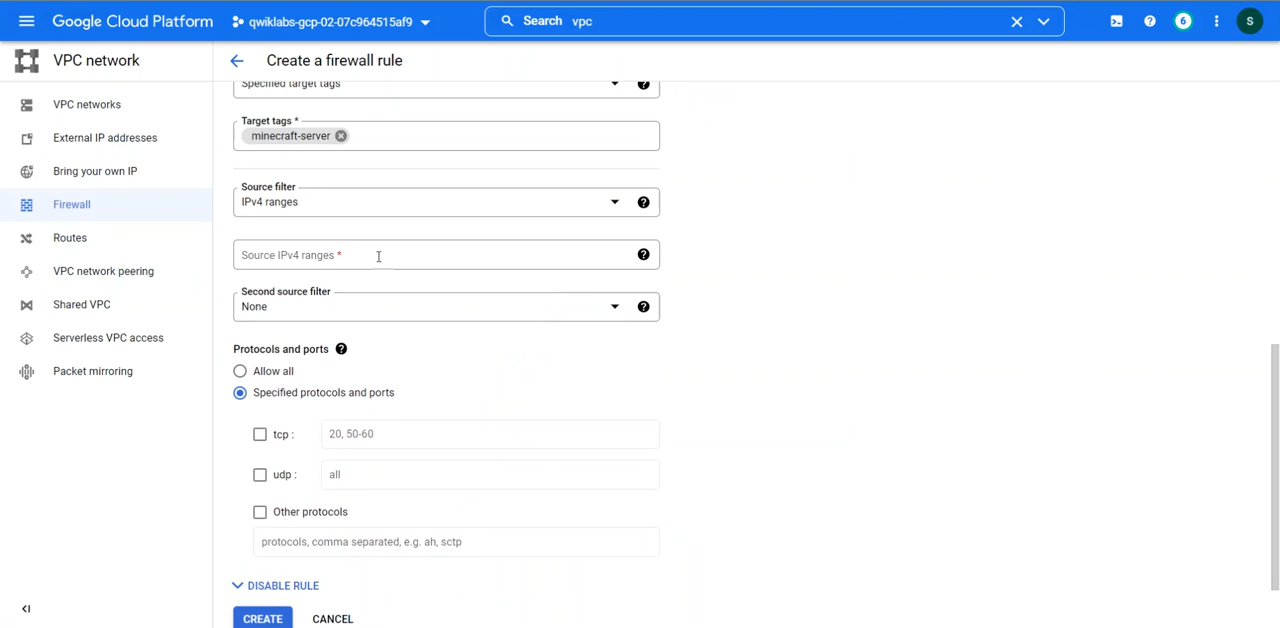 Google Cloud Platform
qwiklabs-gcp-02-07c964515af9
Search vpc
6
S
VPC network
Create a firewall rule
VPC networks
External IP addresses
Bring your own IP
Firewall
Routes
VPC network peering
Shared VPC
Serverless VPC access
Packet mirroring
Specified target tags
Target tags *
minecraft-server
Source filter
IPv4 ranges
Source IPv4 ranges *
Second source filter
None
Protocols and ports
Allow all
Specified protocols and ports
tcp : 20, 50-60
udp : all
Other protocols
protocols, comma separated, e.g. ah, sctp
DISABLE RULE
CREATE CANCEL